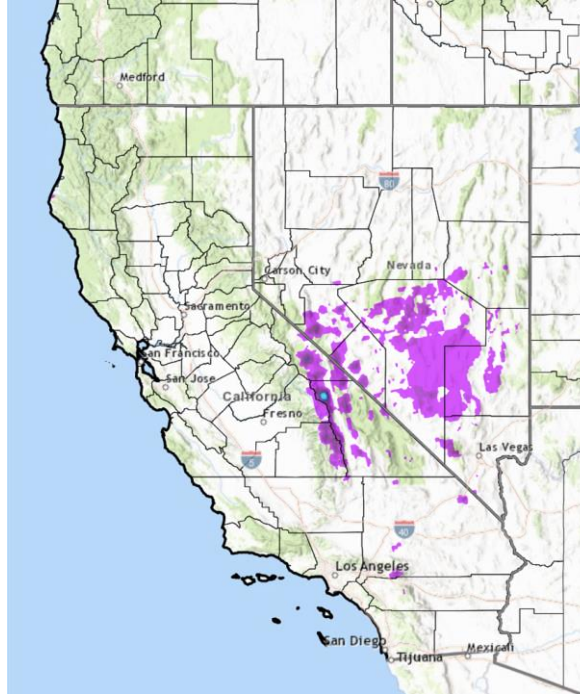 Medford
80
Carson City
Nevada
Sacramento
San Francisco
San Jose
California
Fresno
5
Las Vegas
40
Los Angeles
San Diego
Tijuana
Mexicali